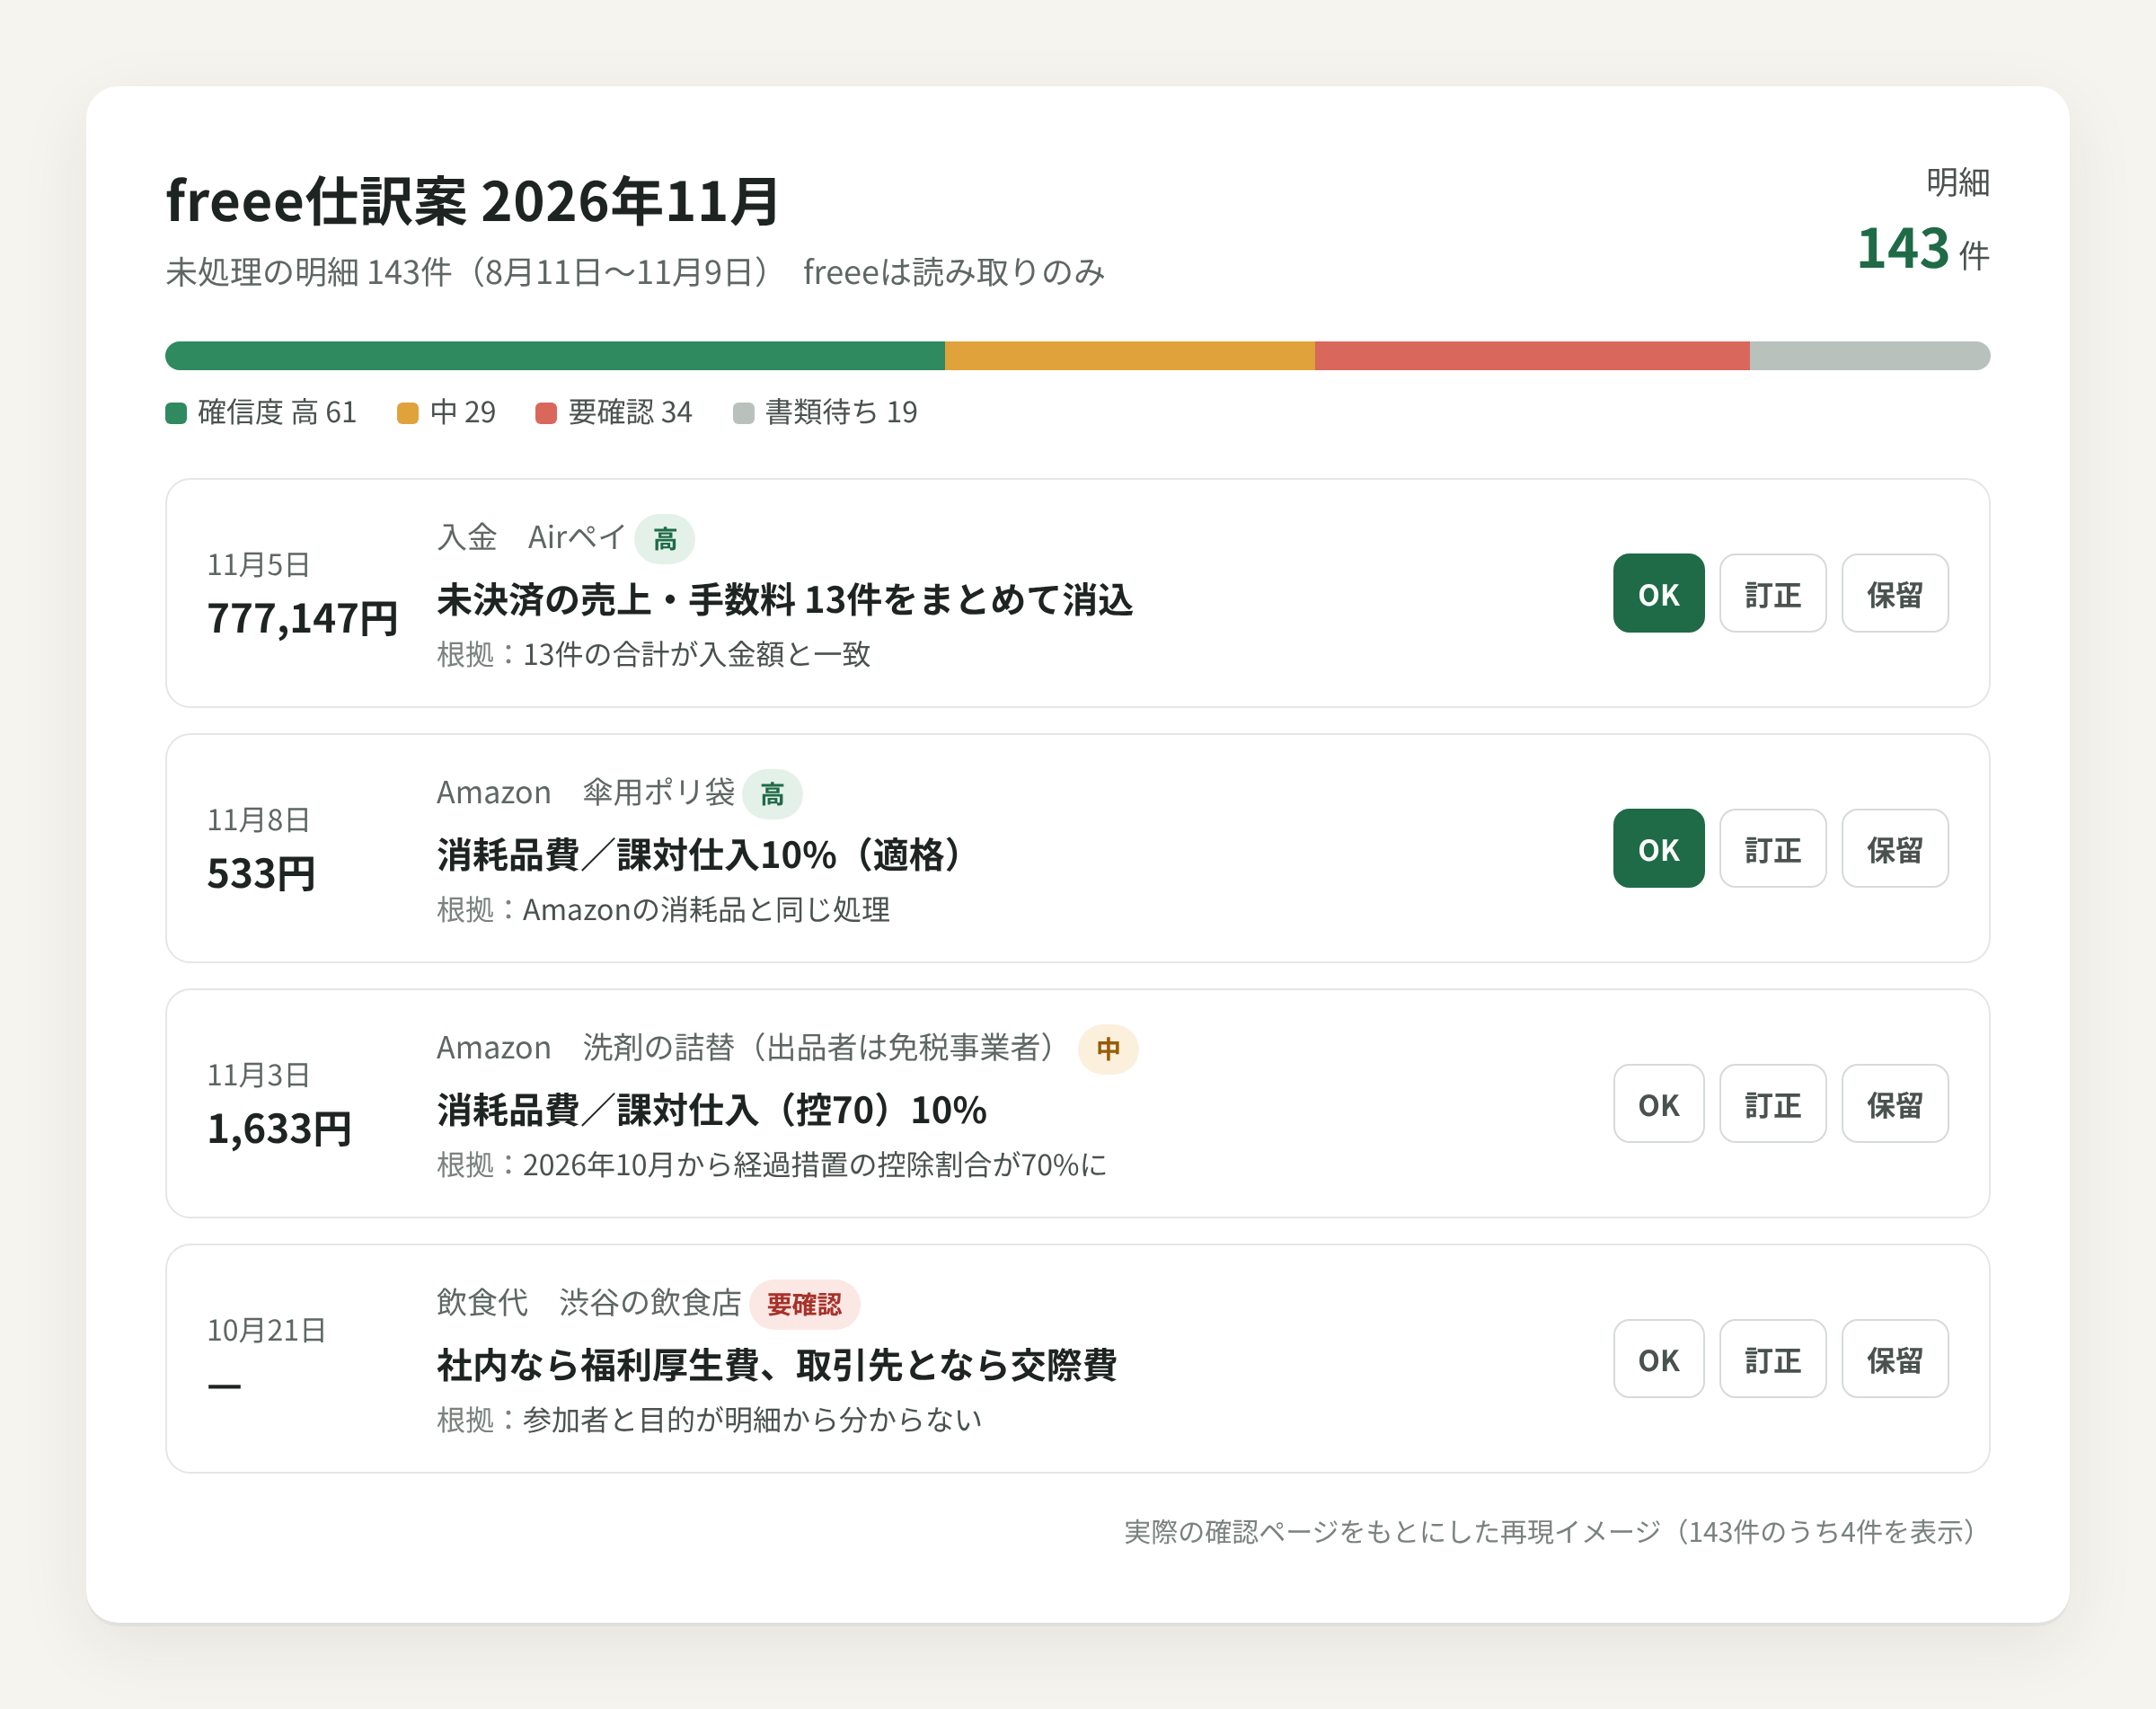 freee仕訳案 2026年11月
未処理の明細 143件（8月11日〜11月9日）　freeeは読み取りのみ
明細
143 件
確信度 高 61　中 29　要確認 34　書類待ち 19
11月5日
777,147円
入金　Airペイ 高
未決済の売上・手数料 13件をまとめて消込
根拠：13件の合計が入金額と一致
OK 訂正 保留
11月8日
533円
Amazon　傘用ポリ袋 高
消耗品費／課対仕入10%（適格）
根拠：Amazonの消耗品と同じ処理
OK 訂正 保留
11月3日
1,633円
Amazon　洗剤の詰替（出品者は免税事業者） 中
消耗品費／課対仕入（控70）10%
根拠：2026年10月から経過措置の控除割合が70%に
OK 訂正 保留
10月21日
—
飲食代　渋谷の飲食店 要確認
社内なら福利厚生費、取引先となら交際費
根拠：参加者と目的が明細から分からない
OK 訂正 保留
実際の確認ページをもとにした再現イメージ（143件のうち4件を表示）